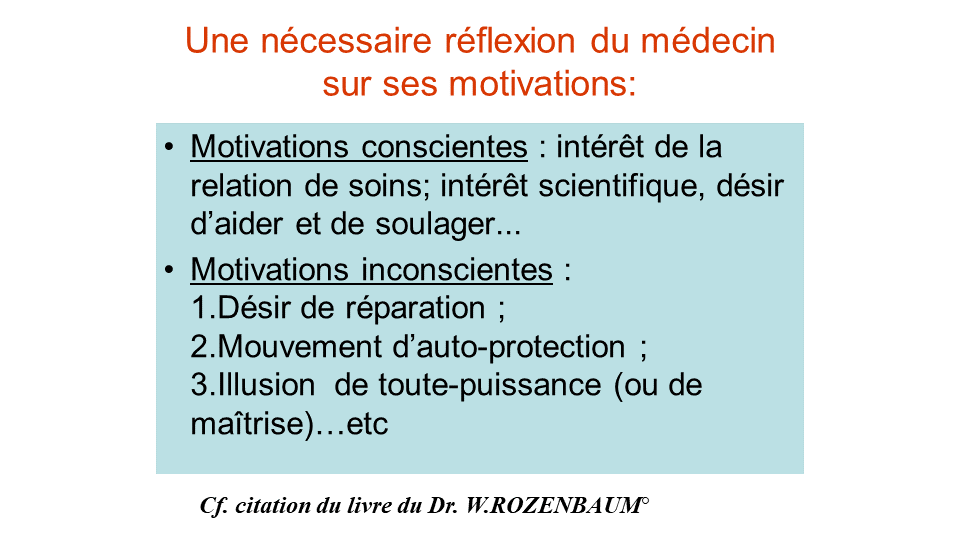 Une nécessaire réflexion du médecin
sur ses motivations:
• Motivations conscientes : intérêt de la
relation de soins; intérêt scientifique, désir
d’aider et de soulager...
• Motivations inconscientes :
1.Désir de réparation ;
2.Mouvement d’auto-protection ;
3.Illusion  de toute-puissance (ou de
maîtrise)…etc
Cf. citation du livre du Dr. W.ROZENBAUM°